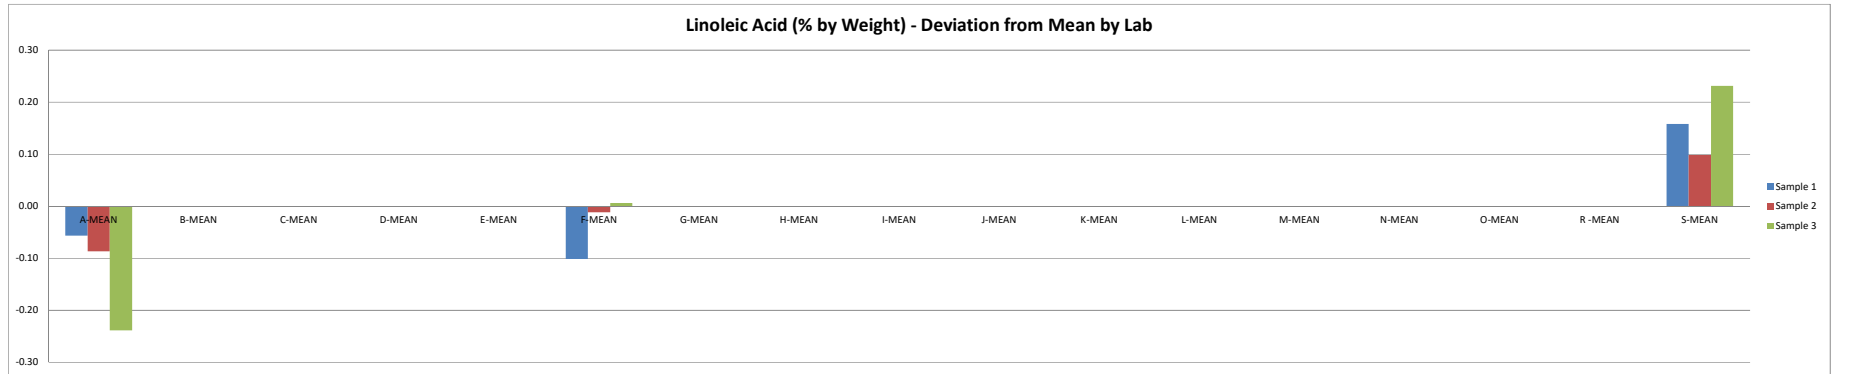 Linoleic Acid (% by Weight) - Deviation from Mean by Lab
0.30
0.20
0.10
0.00
-0.10
-0.20
-0.30
A-MEAN
B-MEAN
C-MEAN
D-MEAN
E-MEAN
F-MEAN
G-MEAN
H-MEAN
I-MEAN
J-MEAN
K-MEAN
L-MEAN
M-MEAN
N-MEAN
O-MEAN
R -MEAN
S-MEAN
Sample 1
Sample 2
Sample 3